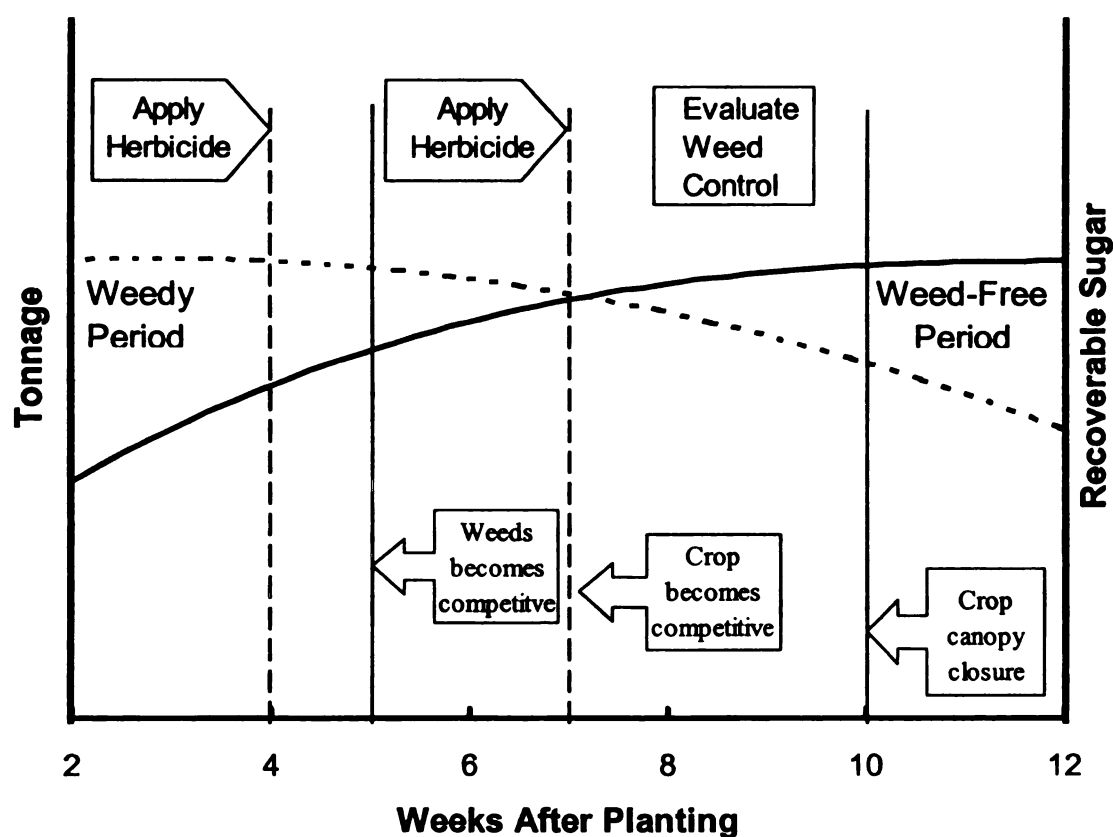 Apply
Herbicide
Apply
Herbicide
Evaluate
Weed
Control
Tonnage
Weedy
Period
Weed-Free
Period
Recoverable Sugar
Weeds
becomes
competitve
Crop
becomes
competitive
Crop
canopy
closure
2
4
6
8
10
12
Weeks After Planting